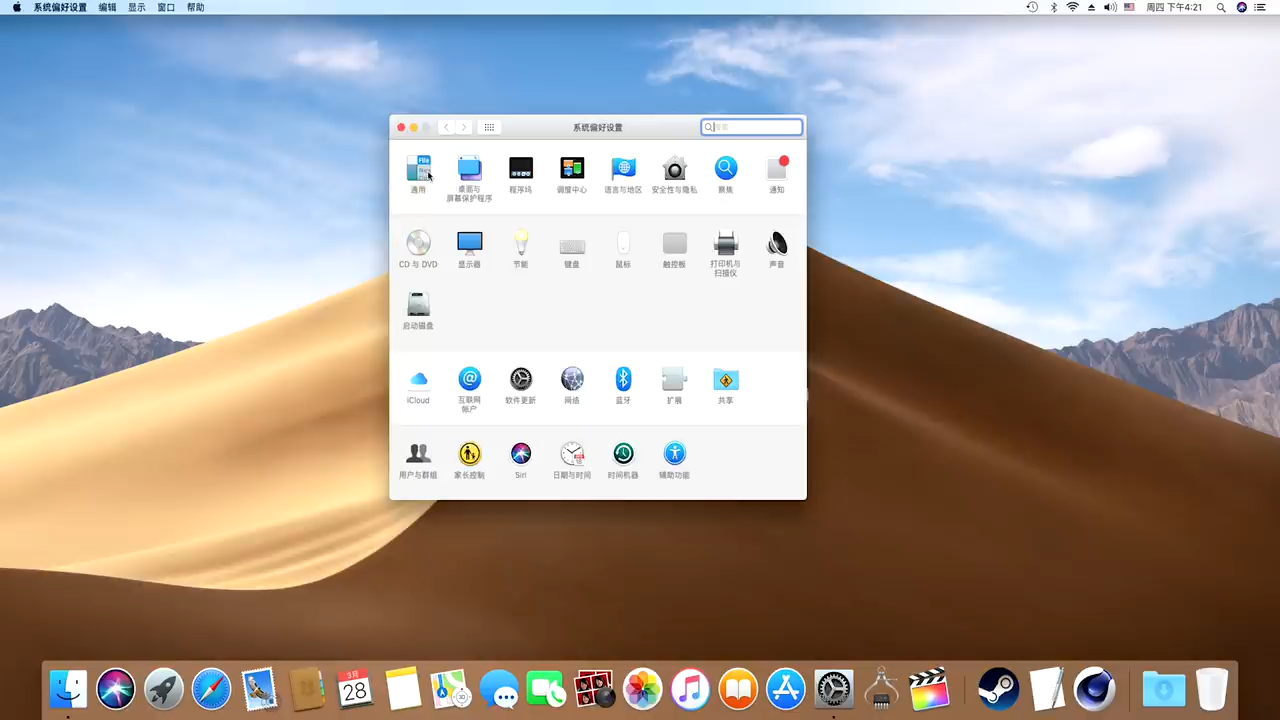 系统偏好设置 编辑 显示 窗口 帮助
周四 下午4:21
系统偏好设置
搜索
通用
桌面与
屏幕保护程序
程序坞
调度中心
语言与地区
安全性与隐私
聚焦
通知
CD 与 DVD
显示器
节能
键盘
鼠标
触控板
打印机与
扫描仪
声音
启动磁盘
iCloud
互联网
帐户
软件更新
网络
蓝牙
扩展
共享
用户与群组
家长控制
Siri
日期与时间
时间机器
辅助功能
3月
28